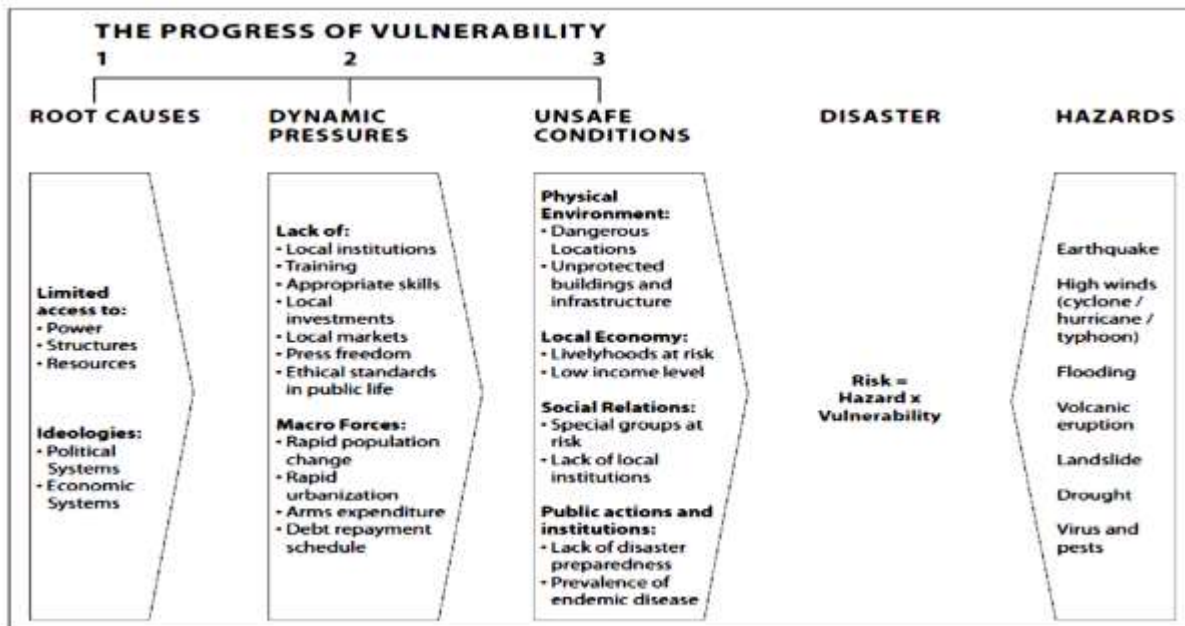 THE PROGRESS OF VULNERABILITY
1
2
3
ROOT CAUSES
DYNAMIC
PRESSURES
UNSAFE
CONDITIONS
DISASTER
HAZARDS
Limited
access to:
• Power
• Structures
• Resources
Ideologies:
• Political
Systems
• Economic
Systems
Lack of:
• Local institutions
• Training
• Appropriate skills
• Local
investments
• Local markets
• Press freedom
• Ethical standards
in public life
Macro Forces:
• Rapid population
change
• Rapid
urbanization
• Arms expenditure
• Debt repayment
schedule
Physical
Environment:
• Dangerous
Locations
• Unprotected
buildings and
infrastructure
Local Economy:
• Livelyhoods at risk
• Low income level
Social Relations:
• Special groups at
risk
• Lack of local
institutions
Public actions and
institutions:
• Lack of disaster
preparedness
• Prevalence of
endemic disease
Risk =
Hazard x
Vulnerability
Earthquake
High winds
(cyclone /
hurricane /
typhoon)
Flooding
Volcanic
eruption
Landslide
Drought
Virus and
pests